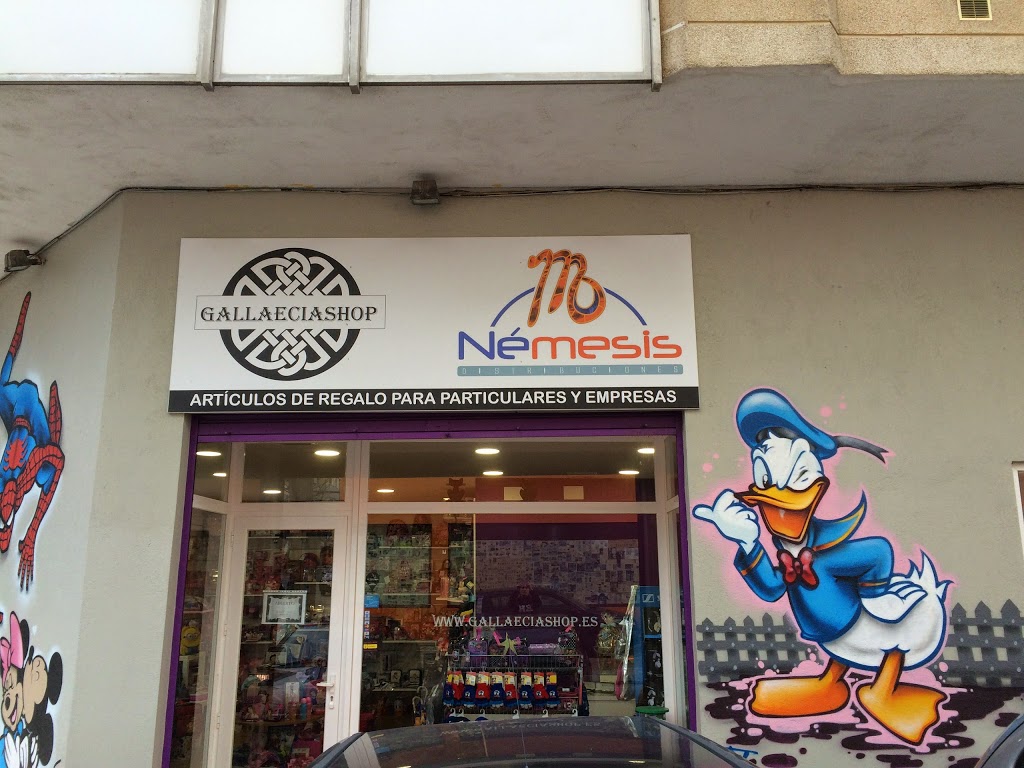 GALLAECIASHOP
Némesis
DISTRIBUCIONES
ARTÍCULOS DE REGALO PARA PARTICULARES Y EMPRESAS
WWW.GALLAECIASHOP.ES